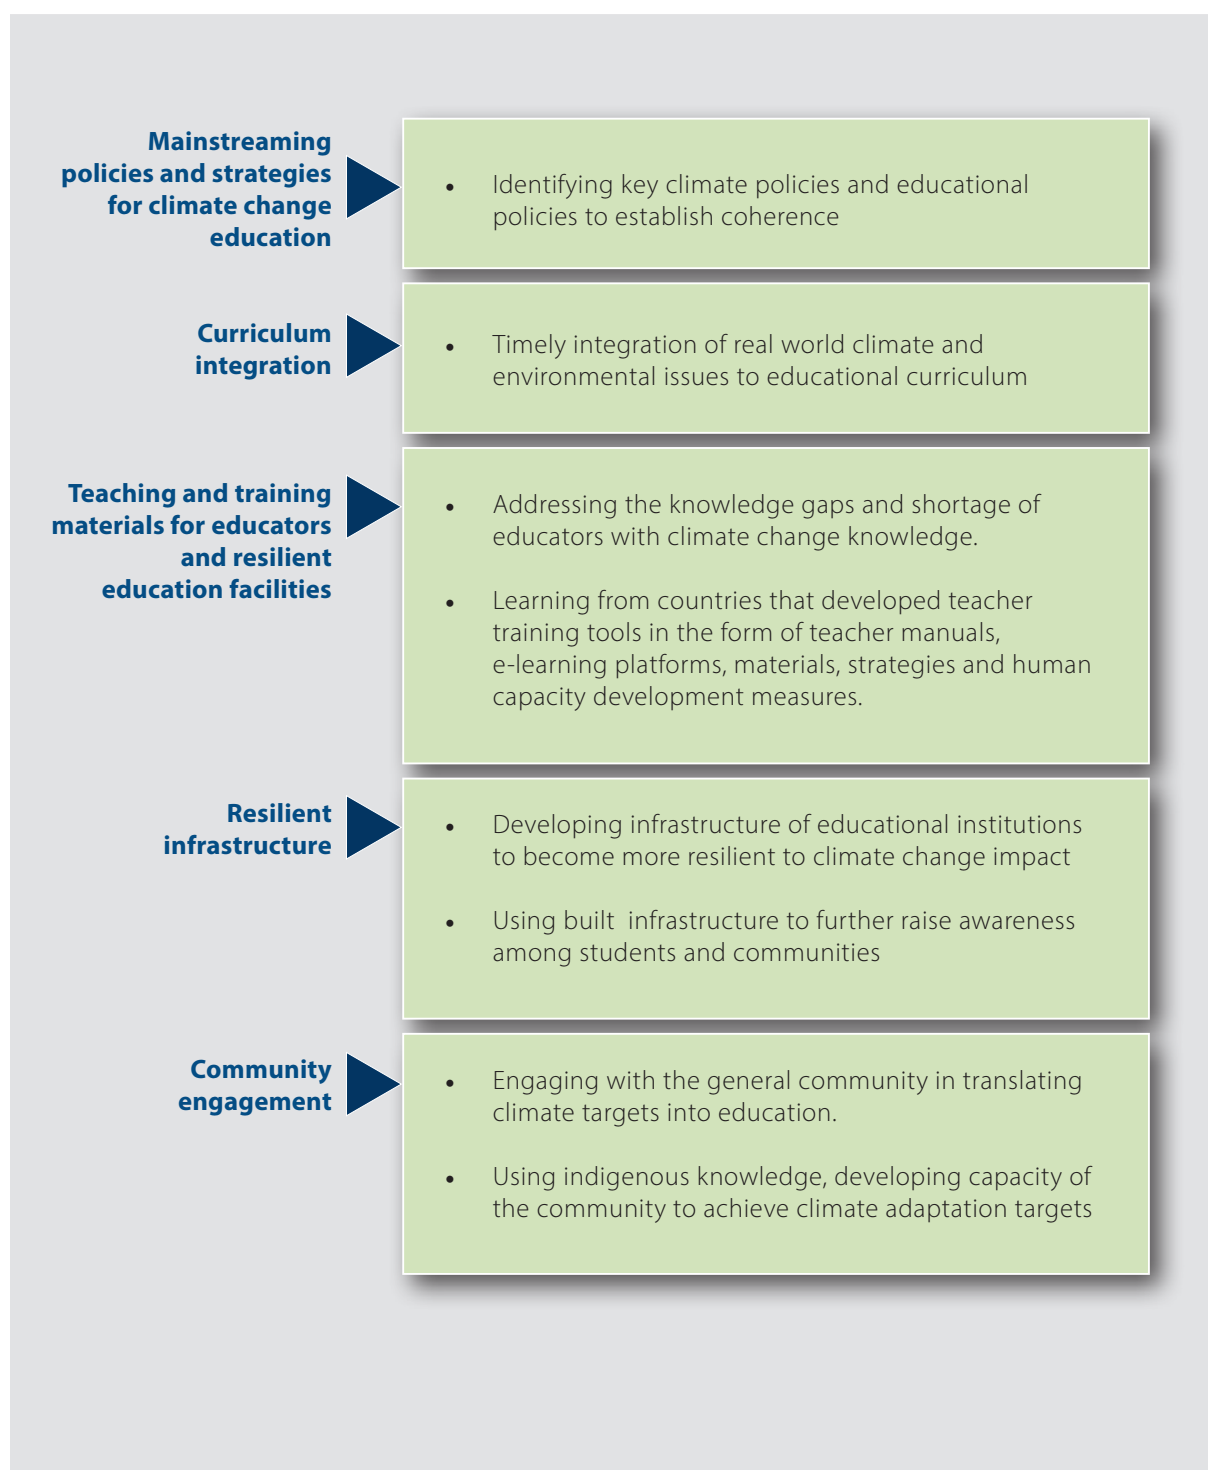 Mainstreaming
policies and strategies
for climate change
education
• Identifying key climate policies and educational
policies to establish coherence
Curriculum
integration
• Timely integration of real world climate and
environmental issues to educational curriculum
Teaching and training
materials for educators
and resilient
education facilities
• Addressing the knowledge gaps and shortage of
educators with climate change knowledge.
• Learning from countries that developed teacher
training tools in the form of teacher manuals,
e-learning platforms, materials, strategies and human
capacity development measures.
Resilient
infrastructure
• Developing infrastructure of educational institutions
to become more resilient to climate change impact
• Using built  infrastructure to further raise awareness
among students and communities
Community
engagement
• Engaging with the general community in translating
climate targets into education.
• Using indigenous knowledge, developing capacity of
the community to achieve climate adaptation targets